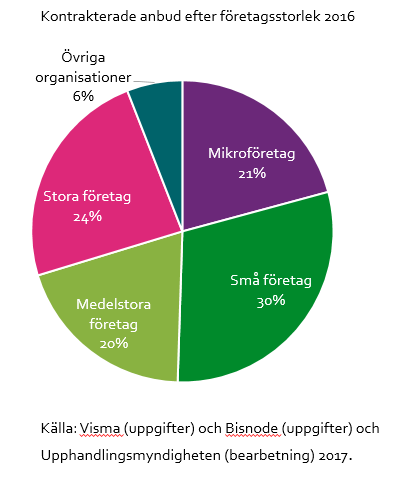 Kontrakterade anbud efter företagsstorlek 2016
Övriga
organisationer
6%
Mikroföretag
21%
Stora företag
24%
Små företag
30%
Medelstora
företag
20%
Källa: Visma (uppgifter) och Bisnode (uppgifter) och
Upphandlingsmyndigheten (bearbetning) 2017.